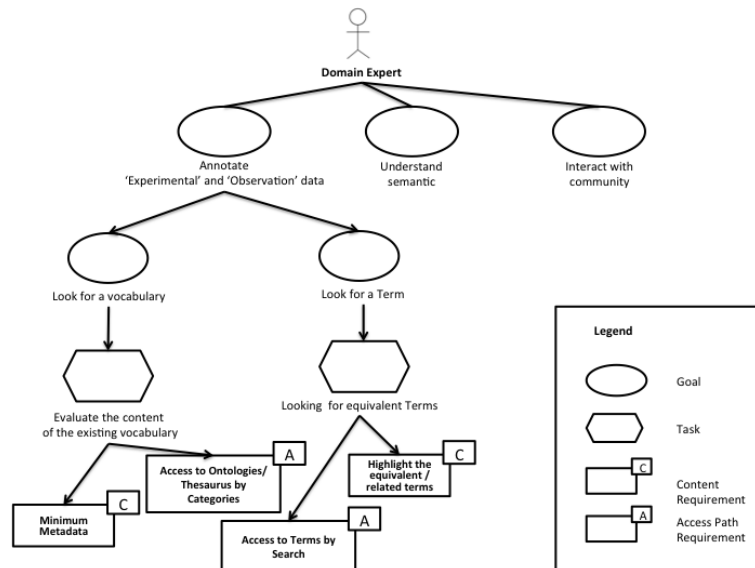 Domain Expert
Annotate
'Experimental' and 'Observation' data
Understand
semantic
Interact with
community
Look for a vocabulary
Look for a Term
Evaluate the content
of the existing vocabulary
Looking for equivalent Terms
A
Access to Ontologies/
Thesaurus by
Categories
C
Highlight the
equivalent /
related terms
C
Minimum
Metadata
A
Access to Terms by
Search
Legend
Goal
Task
C
Content
Requirement
A
Access Path
Requirement